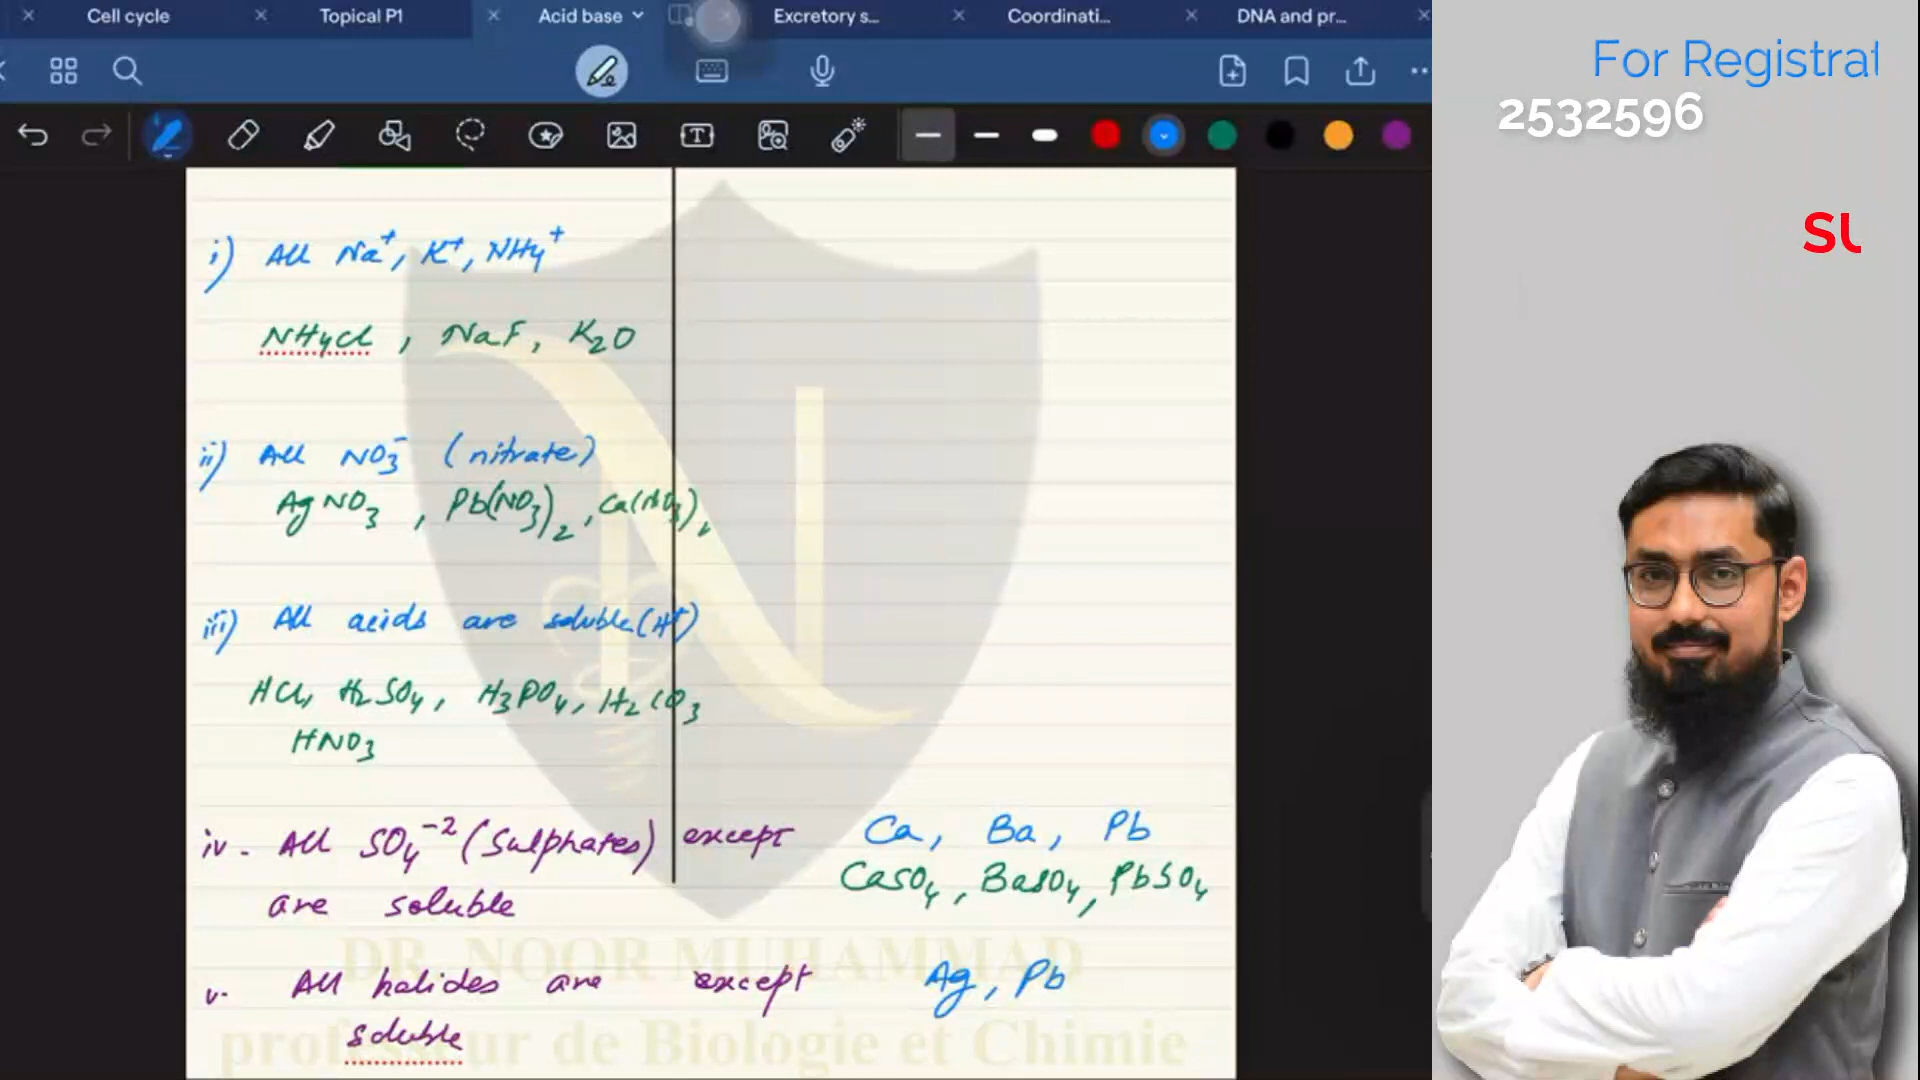 Cell cycle Topical P1 Acid base Excretory s... Coordinati... DNA and pr...
For Registrat
2532596
SU
i) All Na⁺, K⁺, NH₄⁺
NH₄Cl , NaF, K₂O
ii) All NO₃⁻ (nitrate)
AgNO₃ , Pb(NO₃)₂ , Ca(NO₃)₂
iii) All acids are soluble (H⁺)
HCl, H₂SO₄, H₃PO₄, H₂CO₃
HNO₃
iv. All SO₄⁻² (Sulphates) except Ca, Ba, Pb
CaSO₄, BaSO₄, PbSO₄
are soluble
DR. NOOR MUHAMMAD
v. All halides are except Ag, Pb
soluble
professeur de Biologie et Chimie